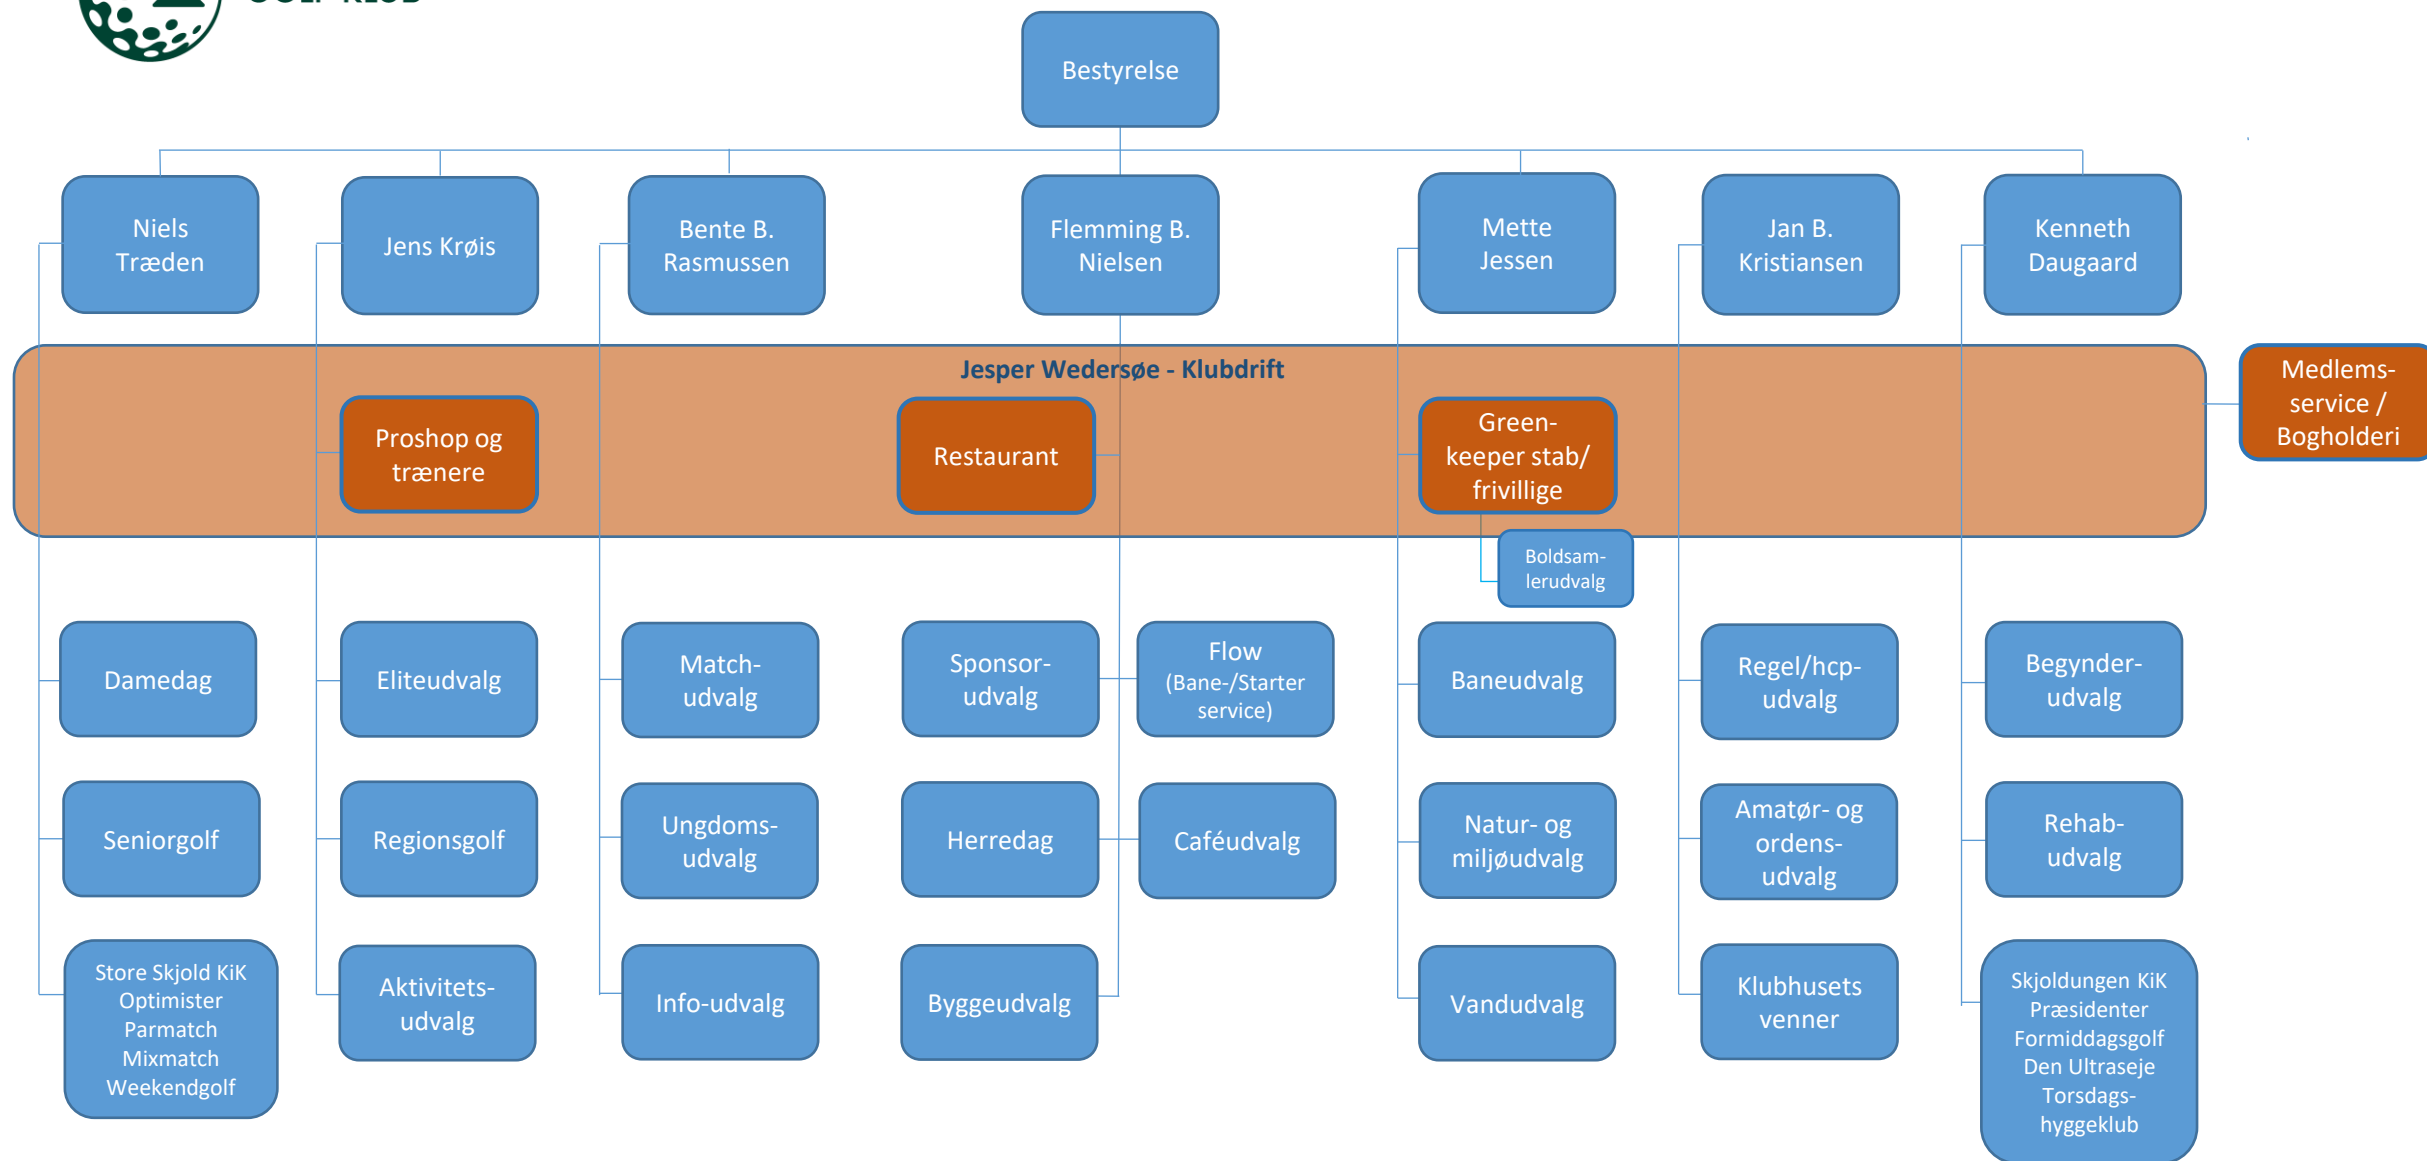 GOLF KLUB
Bestyrelse
Niels
Træden
Jens Krøis
Bente B.
Rasmussen
Flemming B.
Nielsen
Mette
Jessen
Jan B.
Kristiansen
Kenneth
Daugaard
Jesper Wedersøe - Klubdrift
Proshop og
trænere
Restaurant
Green-
keeper stab/
frivillige
Medlems-
service /
Bogholderi
Boldsam-
lerudvalg
Damedag
Eliteudvalg
Match-
udvalg
Sponsor-
udvalg
Flow
(Bane-/Starter
service)
Baneudvalg
Regel/hcp-
udvalg
Begynder-
udvalg
Seniorgolf
Regionsgolf
Ungdoms-
udvalg
Herredag
Caféudvalg
Natur- og
miljøudvalg
Amatør- og
ordens-
udvalg
Rehab-
udvalg
Store Skjold KiK
Optimister
Parmatch
Mixmatch
Weekendgolf
Aktivitets-
udvalg
Info-udvalg
Byggeudvalg
Vandudvalg
Klubhusets
venner
Skjoldungen KiK
Præsidenter
Formiddagsgolf
Den Ultraseje
Torsdags-
hyggeklub